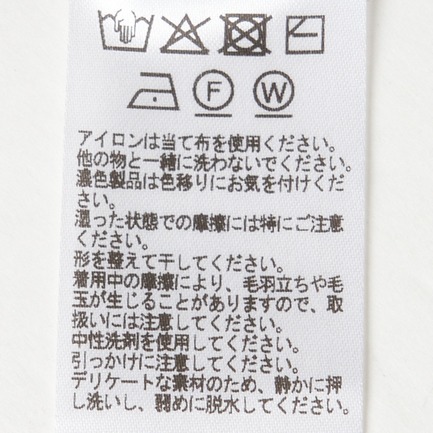 F W
アイロンは当て布を使用ください。
他の物と一緒に洗わないでください。
濃色製品は色移りにお気を付けくだ
さい。
湿った状態での摩擦には特にご注意
ください。
形を整えて干してください。
着用中の摩擦により、毛羽立ちや毛
玉が生じることがありますので、取
扱いには注意してください。
中性洗剤を使用してください。
引っかけに注意してください。
デリケートな素材のため、静かに押
し洗いし、弱めに脱水してください。